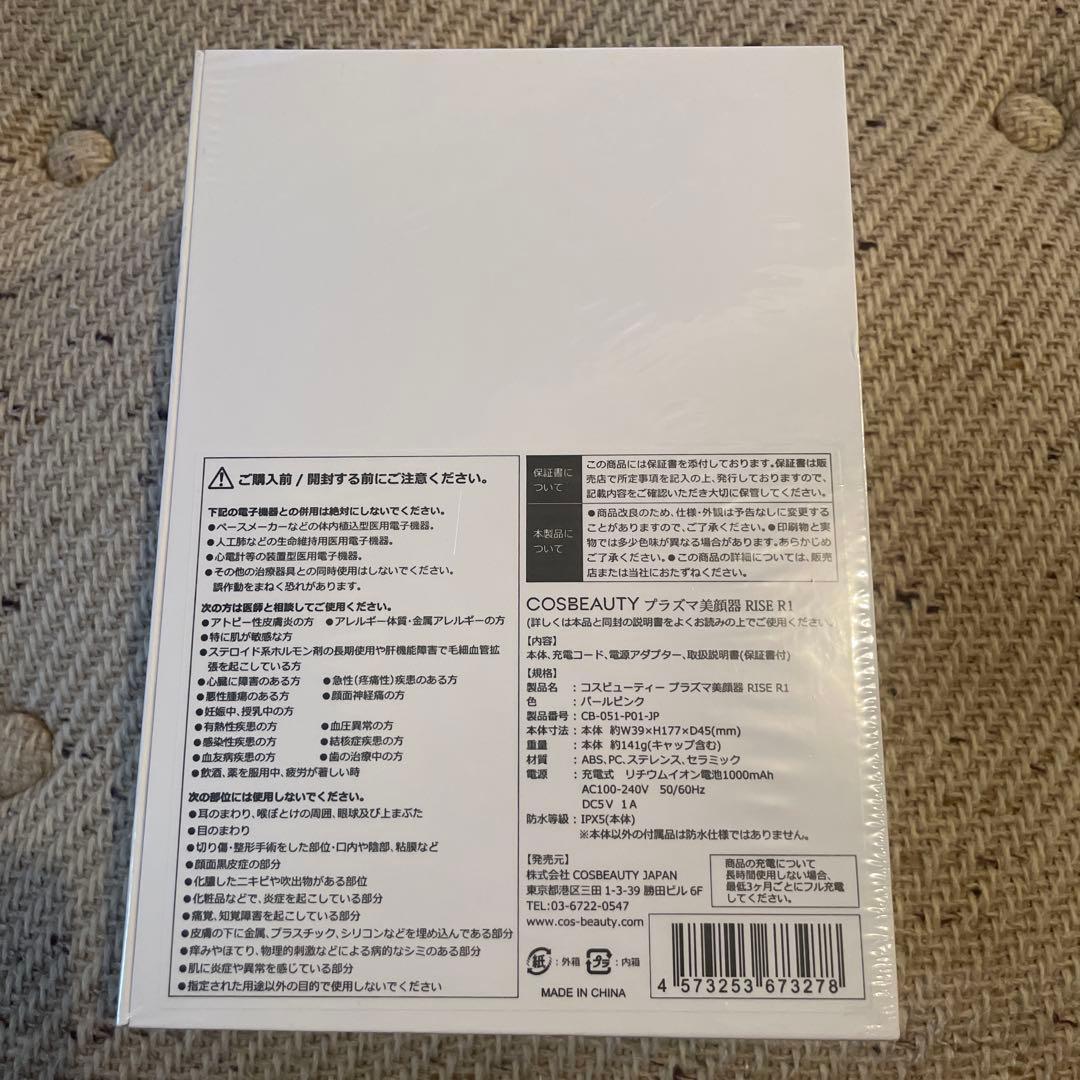 ⚠ ご購入前 / 開封する前にご注意ください。
下記の電子機器との併用は絶対にしないでください。
●ペースメーカーなどの体内植込型医用電子機器。
●人工肺などの生命維持用医用電子機器。
●心電計等の装着型医用電子機器。
●その他の治療器具との同時使用はしないでください。
誤作動をまねく恐れがあります。
次の方は医師と相談してご使用ください。
●アトピー性皮膚炎の方 ●アレルギー体質・金属アレルギーの方
●特に肌が敏感な方
●ステロイド系ホルモン剤の長期使用や肝機能障害で毛細血管拡
張を起こしている方
●心臓に障害のある方 ●急性(疼痛性)疾患のある方
●悪性腫瘍のある方 ●顔面神経痛の方
●妊娠中、授乳中の方
●有熱性疾患の方 ●血圧異常の方
●感染性疾患の方 ●結核症疾患の方
●血友病疾患の方 ●歯の治療中の方
●飲酒、薬を服用中、疲労が著しい時
次の部位には使用しないでください。
●耳のまわり、喉ぼとけの周囲、眼球及び上まぶた
●目のまわり
●切り傷・整形手術をした部位・口内や陰部、粘膜など
●顔面黒皮症の部分
●化膿したニキビや吹出物がある部位
●化粧品などで、炎症を起こしている部分
●痛覚、知覚障害を起こしている部分
●皮膚の下に金属、プラスチック、シリコンなどを埋め込んである部分
●痒みやほてり、物理的刺激などによる病的なシミのある部分
●肌に炎症や異常を感じている部分
●指定された用途以外の目的で使用しないでください
保証書に
ついて
この商品には保証書を添付しております。保証書は販
売店で所定事項を記入の上、発行しておりますので、
記載内容をご確認いただき大切に保管してください。
本製品に
ついて
●商品改良のため、仕様・外観は予告なしに変更する
ことがありますので、ご了承ください。●印刷物と実
物では多少色味が異なる場合があります。あらかじめ
ご了承ください。●この商品の詳細については、販売
店または当社におたずねください。
COSBEAUTY プラズマ美顔器 RISE R1
(詳しくは本品と同封の説明書をよくお読みの上でご使用ください。
【内容】
本体、充電コード、電源アダプター、取扱説明書(保証書付)
【規格】
製品名 : コスビューティー プラズマ美顔器 RISE R1
色 : パールピンク
製品番号 : CB-051-P01-JP
本体寸法 : 本体 約W39×H177×D45(mm)
重量 : 本体 約141g(キャップ含む)
材質 : ABS、PC、ステンレス、セラミック
電源 : 充電式 リチウムイオン電池1000mAh
AC100-240V 50/60Hz
DC5V 1A
防水等級 : IPX5(本体)
※本体以外の付属品は防水仕様ではありません。
【発売元】
株式会社 COSBEAUTY JAPAN
東京都港区三田 1-3-39 勝田ビル 6F
TEL:03-6722-0547
www.cos-beauty.com
商品の充電について
長時間使用しない場合、
最低3ヶ月ごとにフル充電
してください。
紙 : 外箱 プラ : 内箱
MADE IN CHINA
4 573253 673278